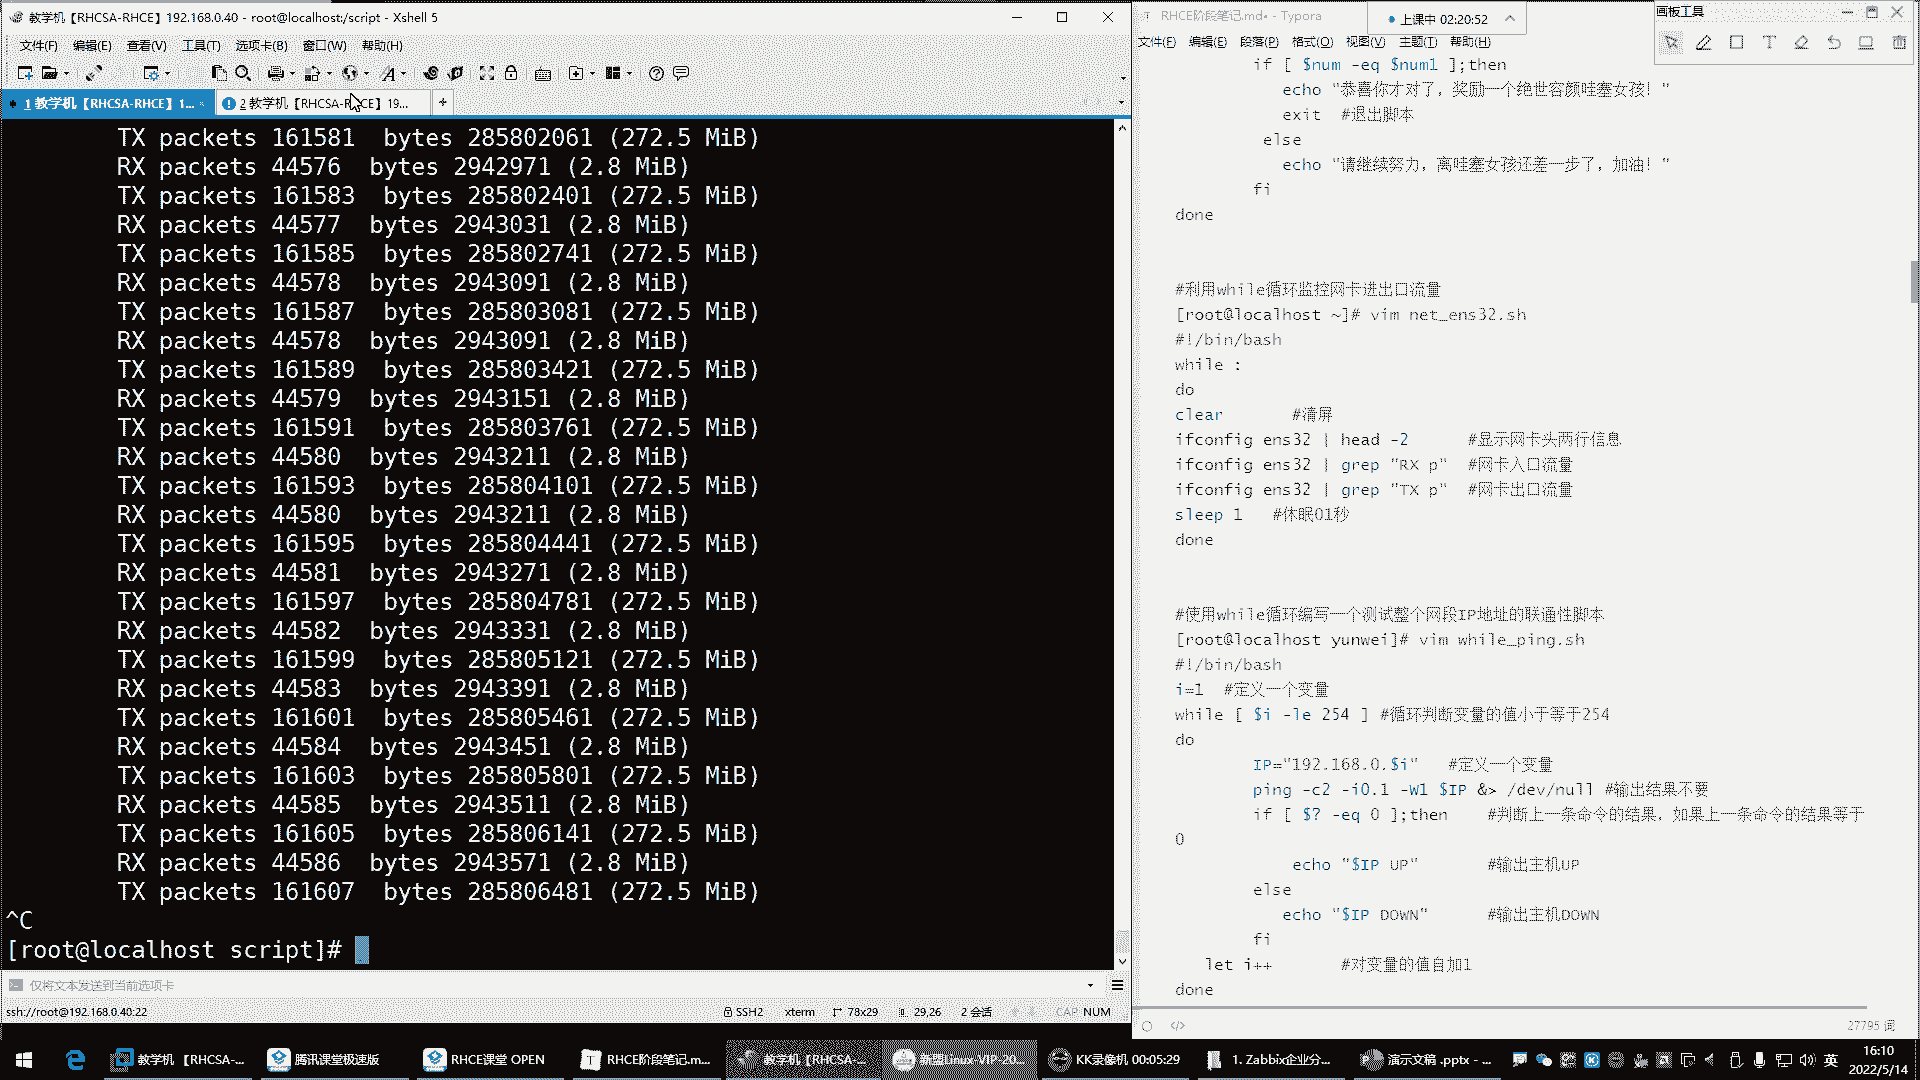 教学机【RHCSA-RHCE】192.168.0.40 - root@localhost:/script - Xshell 5
文件(F) 编辑(E) 查看(V) 工具(T) 选项卡(B) 窗口(W) 帮助(H)
1 教学机【RHCSA-RHCE】1...
2 教学机【RHCSA-RHCE】19...
TX packets 161581  bytes 285802061 (272.5 MiB)
RX packets 44576  bytes 2942971 (2.8 MiB)
TX packets 161583  bytes 285802401 (272.5 MiB)
RX packets 44577  bytes 2943031 (2.8 MiB)
TX packets 161585  bytes 285802741 (272.5 MiB)
RX packets 44578  bytes 2943091 (2.8 MiB)
TX packets 161587  bytes 285803081 (272.5 MiB)
RX packets 44578  bytes 2943091 (2.8 MiB)
TX packets 161589  bytes 285803421 (272.5 MiB)
RX packets 44579  bytes 2943151 (2.8 MiB)
TX packets 161591  bytes 285803761 (272.5 MiB)
RX packets 44580  bytes 2943211 (2.8 MiB)
TX packets 161593  bytes 285804101 (272.5 MiB)
RX packets 44580  bytes 2943211 (2.8 MiB)
TX packets 161595  bytes 285804441 (272.5 MiB)
RX packets 44581  bytes 2943271 (2.8 MiB)
TX packets 161597  bytes 285804781 (272.5 MiB)
RX packets 44582  bytes 2943331 (2.8 MiB)
TX packets 161599  bytes 285805121 (272.5 MiB)
RX packets 44583  bytes 2943391 (2.8 MiB)
TX packets 161601  bytes 285805461 (272.5 MiB)
RX packets 44584  bytes 2943451 (2.8 MiB)
TX packets 161603  bytes 285805801 (272.5 MiB)
RX packets 44585  bytes 2943511 (2.8 MiB)
TX packets 161605  bytes 285806141 (272.5 MiB)
RX packets 44586  bytes 2943571 (2.8 MiB)
TX packets 161607  bytes 285806481 (272.5 MiB)
^C
[root@localhost script]#
仅将文本发送到当前选项卡
ssh://root@192.168.0.40:22 SSH2 xterm 78x29 29,26 2 会话 CAP NUM
RHCE阶段笔记.md• - Typora
上课中 02:20:52
画板工具
文件(F) 编辑(E) 段落(P) 格式(O) 视图(V) 主题(T) 帮助(H)
if [ $num -eq $num1 ];then
echo "恭喜你才对了，奖励一个绝世容颜哇塞女孩！"
exit  #退出脚本
else
echo "请继续努力，离哇塞女孩还差一步了，加油！"
fi
done
#利用while循环监控网卡进出口流量
[root@localhost ~]# vim net_ens32.sh
#!/bin/bash
while :
do
clear #清屏
ifconfig ens32 | head -2 #显示网卡头两行信息
ifconfig ens32 | grep "RX p" #网卡入口流量
ifconfig ens32 | grep "TX p" #网卡出口流量
sleep 1 #休眠01秒
done
#使用while循环编写一个测试整个网段IP地址的联通性脚本
[root@localhost yunwei]# vim while_ping.sh
#!/bin/bash
i=1 #定义一个变量
while [ $i -le 254 ] #循环判断变量的值小于等于254
do
IP="192.168.0.$i" #定义一个变量
ping -c2 -i0.1 -W1 $IP &> /dev/null #输出结果不要
if [ $? -eq 0 ];then #判断上一条命令的结果，如果上一条命令的结果等于
0
echo "$IP UP" #输出主机UP
else
echo "$IP DOWN" #输出主机DOWN
fi
let i++ #对变量的值自加1
done
27795 词
教学机 【RHCSA-... 腾讯课堂极速版 RHCE课堂 OPEN RHCE阶段笔记.m... 教学机【RHCSA-... 新盟Linux-VIP-20... KK录像机 00:05:29 1. Zabbix企业分... 演示文稿 .pptx - ... 英
16:10
2022/5/14